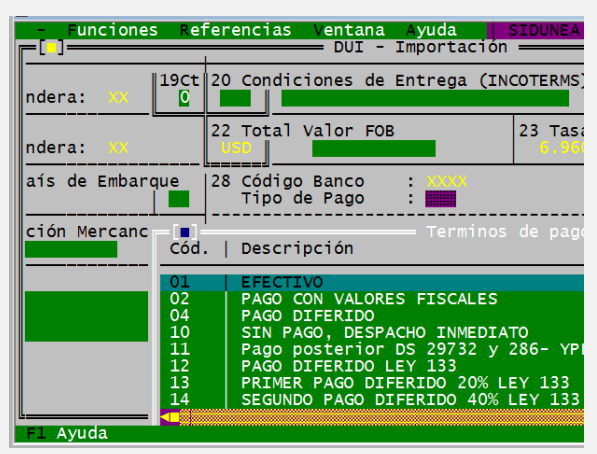 - Funciones Referencias Ventana Ayuda SIDUNEA
DUI - Importación
19Ct 20 Condiciones de Entrega (INCOTERMS)
ndera: XX 0
22 Total Valor FOB 23 Tasa
ndera: XX USD 6.960
aís de Embarque 28 Código Banco : XXXX
Tipo de Pago :
ción Mercanc Terminos de pago
Cód. | Descripción
01 | EFECTIVO
02 | PAGO CON VALORES FISCALES
04 | PAGO DIFERIDO
10 | SIN PAGO, DESPACHO INMEDIATO
11 | Pago posterior DS 29732 y 286- YP
12 | PAGO DIFERIDO LEY 133
13 | PRIMER PAGO DIFERIDO 20% LEY 133
14 | SEGUNDO PAGO DIFERIDO 40% LEY 133
F1 Ayuda